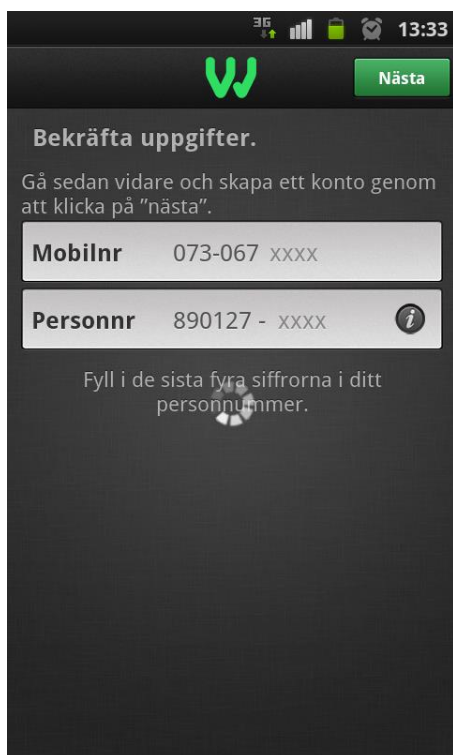 3G 13:33
Nästa
Bekräfta uppgifter.
Gå sedan vidare och skapa ett konto genom
att klicka på ”nästa”.
Mobilnr 073-067 xxxx
Personnr 890127 - xxxx i
Fyll i de sista fyra siffrorna i ditt
personnummer.